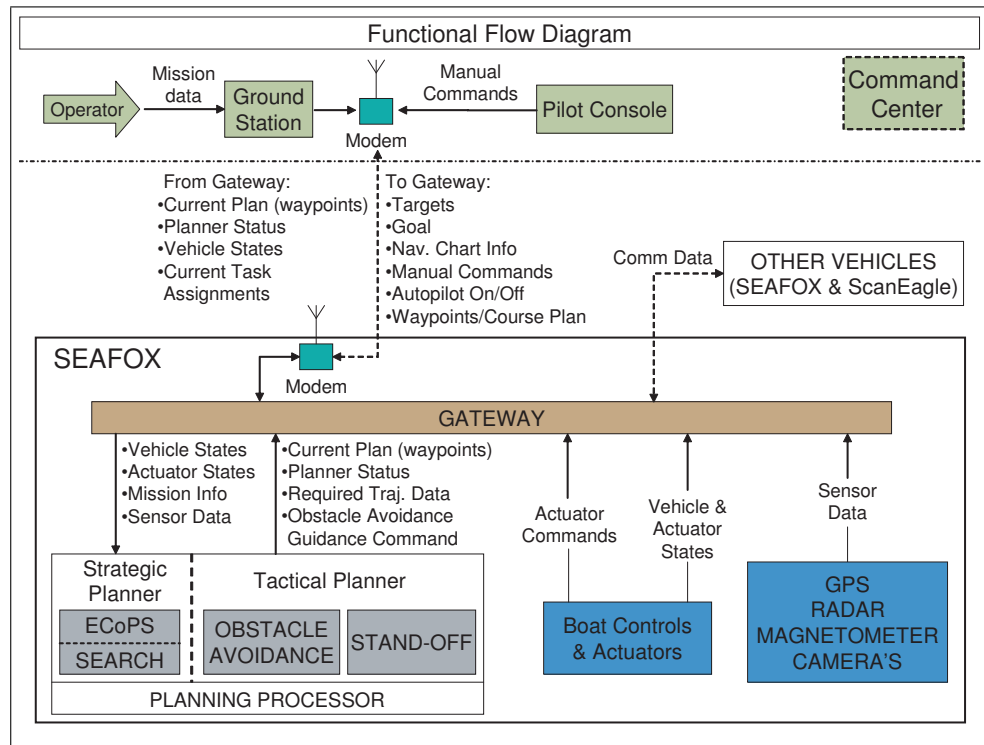 Functional Flow Diagram
Operator
Mission
data
Ground
Station
Modem
Manual
Commands
Pilot Console
Command
Center
From Gateway:
•Current Plan (waypoints)
•Planner Status
•Vehicle States
•Current Task
Assignments
To Gateway:
•Targets
•Goal
•Nav. Chart Info
•Manual Commands
•Autopilot On/Off
•Waypoints/Course Plan
Comm Data
OTHER VEHICLES
(SEAFOX & ScanEagle)
SEAFOX
Modem
GATEWAY
•Vehicle States
•Actuator States
•Mission Info
•Sensor Data
•Current Plan (waypoints)
•Planner Status
•Required Traj. Data
•Obstacle Avoidance
Guidance Command
Actuator
Commands
Vehicle &
Actuator
States
Sensor
Data
Strategic
Planner
ECoPS
SEARCH
Tactical Planner
OBSTACLE
AVOIDANCE
STAND-OFF
PLANNING PROCESSOR
Boat Controls
& Actuators
GPS
RADAR
MAGNETOMETER
CAMERA'S